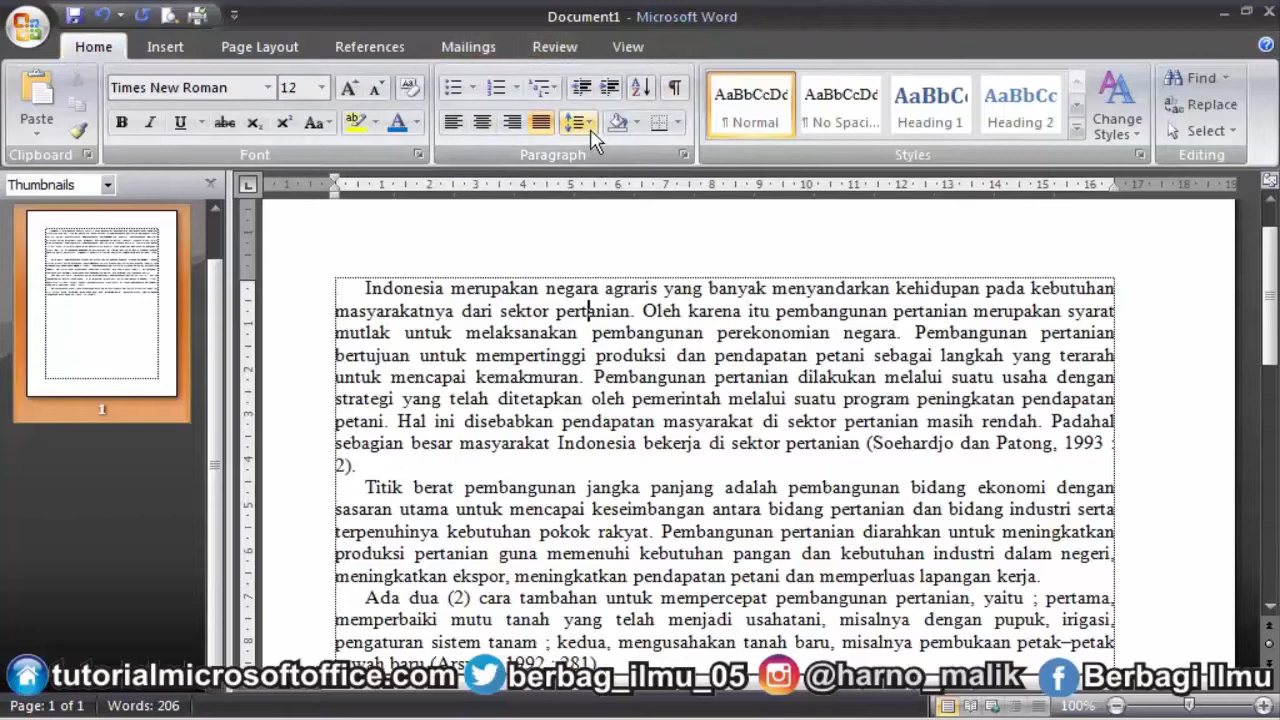 Document1 - Microsoft Word
Home Insert Page Layout References Mailings Review View
Times New Roman 12
AaBbCcDc AaBbCcDc AaBbCc AaBbCc
¶ Normal ¶ No Spaci... Heading 1 Heading 2
Paste
Change Styles
Find
Replace
Select
Clipboard Font Paragraph Styles Editing
Thumbnails
1
Indonesia merupakan negara agraris yang banyak menyandarkan kehidupan pada kebutuhan
masyarakatnya dari sektor pertanian. Oleh karena itu pembangunan pertanian merupakan syarat
mutlak untuk melaksanakan pembangunan perekonomian negara. Pembangunan pertanian
bertujuan untuk mempertinggi produksi dan pendapatan petani sebagai langkah yang terarah
untuk mencapai kemakmuran. Pembangunan pertanian dilakukan melalui suatu usaha dengan
strategi yang telah ditetapkan oleh pemerintah melalui suatu program peningkatan pendapatan
petani. Hal ini disebabkan pendapatan masyarakat di sektor pertanian masih rendah. Padahal
sebagian besar masyarakat Indonesia bekerja di sektor pertanian (Soehardjo dan Patong, 1993 :
2).
Titik berat pembangunan jangka panjang adalah pembangunan bidang ekonomi dengan
sasaran utama untuk mencapai keseimbangan antara bidang pertanian dan bidang industri serta
terpenuhinya kebutuhan pokok rakyat. Pembangunan pertanian diarahkan untuk meningkatkan
produksi pertanian guna memenuhi kebutuhan pangan dan kebutuhan industri dalam negeri,
meningkatkan ekspor, meningkatkan pendapatan petani dan memperluas lapangan kerja.
Ada dua (2) cara tambahan untuk mempercepat pembangunan pertanian, yaitu ; pertama,
memperbaiki mutu tanah yang telah menjadi usahatani, misalnya dengan pupuk, irigasi,
pengaturan sistem tanam ; kedua, mengusahakan tanah baru, misalnya pembukaan petak–petak
tutorialmicrosoftoffice.com berbag_ilmu_05 @harno_malik Berbagi Ilmu
Page: 1 of 1 Words: 206 100%